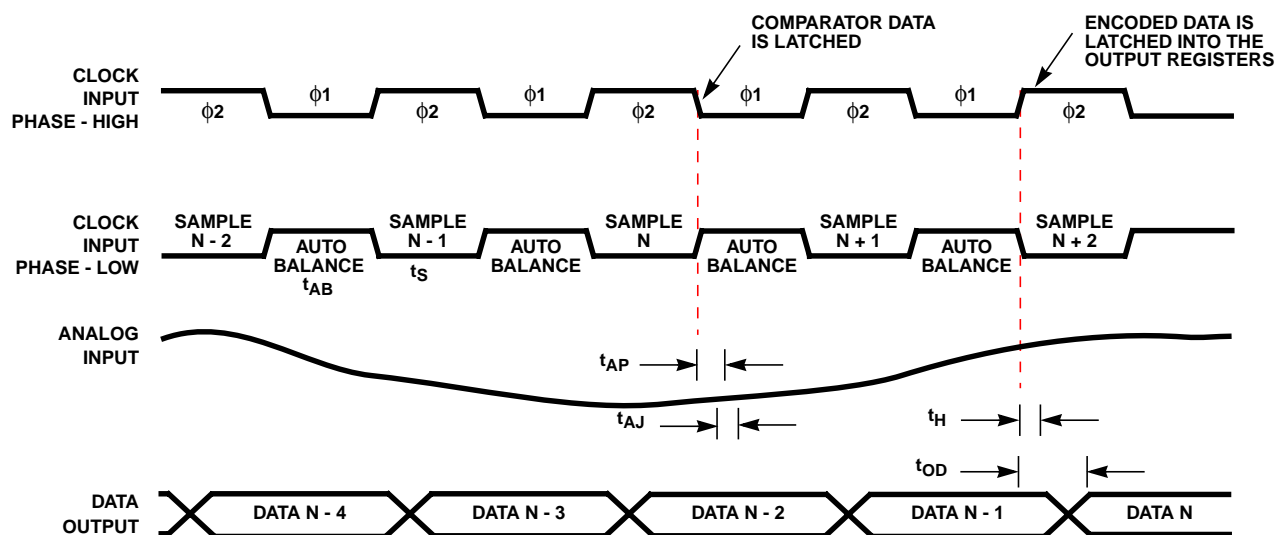 COMPARATOR DATA
IS LATCHED
ENCODED DATA IS
LATCHED INTO THE
OUTPUT REGISTERS
CLOCK
INPUT
PHASE - HIGH
ϕ2 ϕ1 ϕ2 ϕ1 ϕ2 ϕ1 ϕ2 ϕ1 ϕ2
CLOCK
INPUT
PHASE - LOW
SAMPLE
N - 2
AUTO
BALANCE
tAB
SAMPLE
N - 1
tS
AUTO
BALANCE
SAMPLE
N
AUTO
BALANCE
SAMPLE
N + 1
AUTO
BALANCE
SAMPLE
N + 2
ANALOG
INPUT
tAP
tAJ
tH
tOD
DATA
OUTPUT
DATA N - 4
DATA N - 3
DATA N - 2
DATA N - 1
DATA N